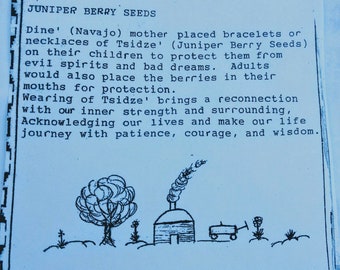 JUNIPER BERRY SEEDS
Dine' (Navajo) mother placed bracelets or
necklaces of Tsidze' (Juniper Berry Seeds)
on their children to protect them from
evil spirits and bad dreams. Adults
would also place the berries in their
mouths for protection.
Wearing of Tsidze' brings a reconnection
with our inner strength and surrounding,
Acknowledging our lives and make our life
journey with patience, courage, and wisdom.